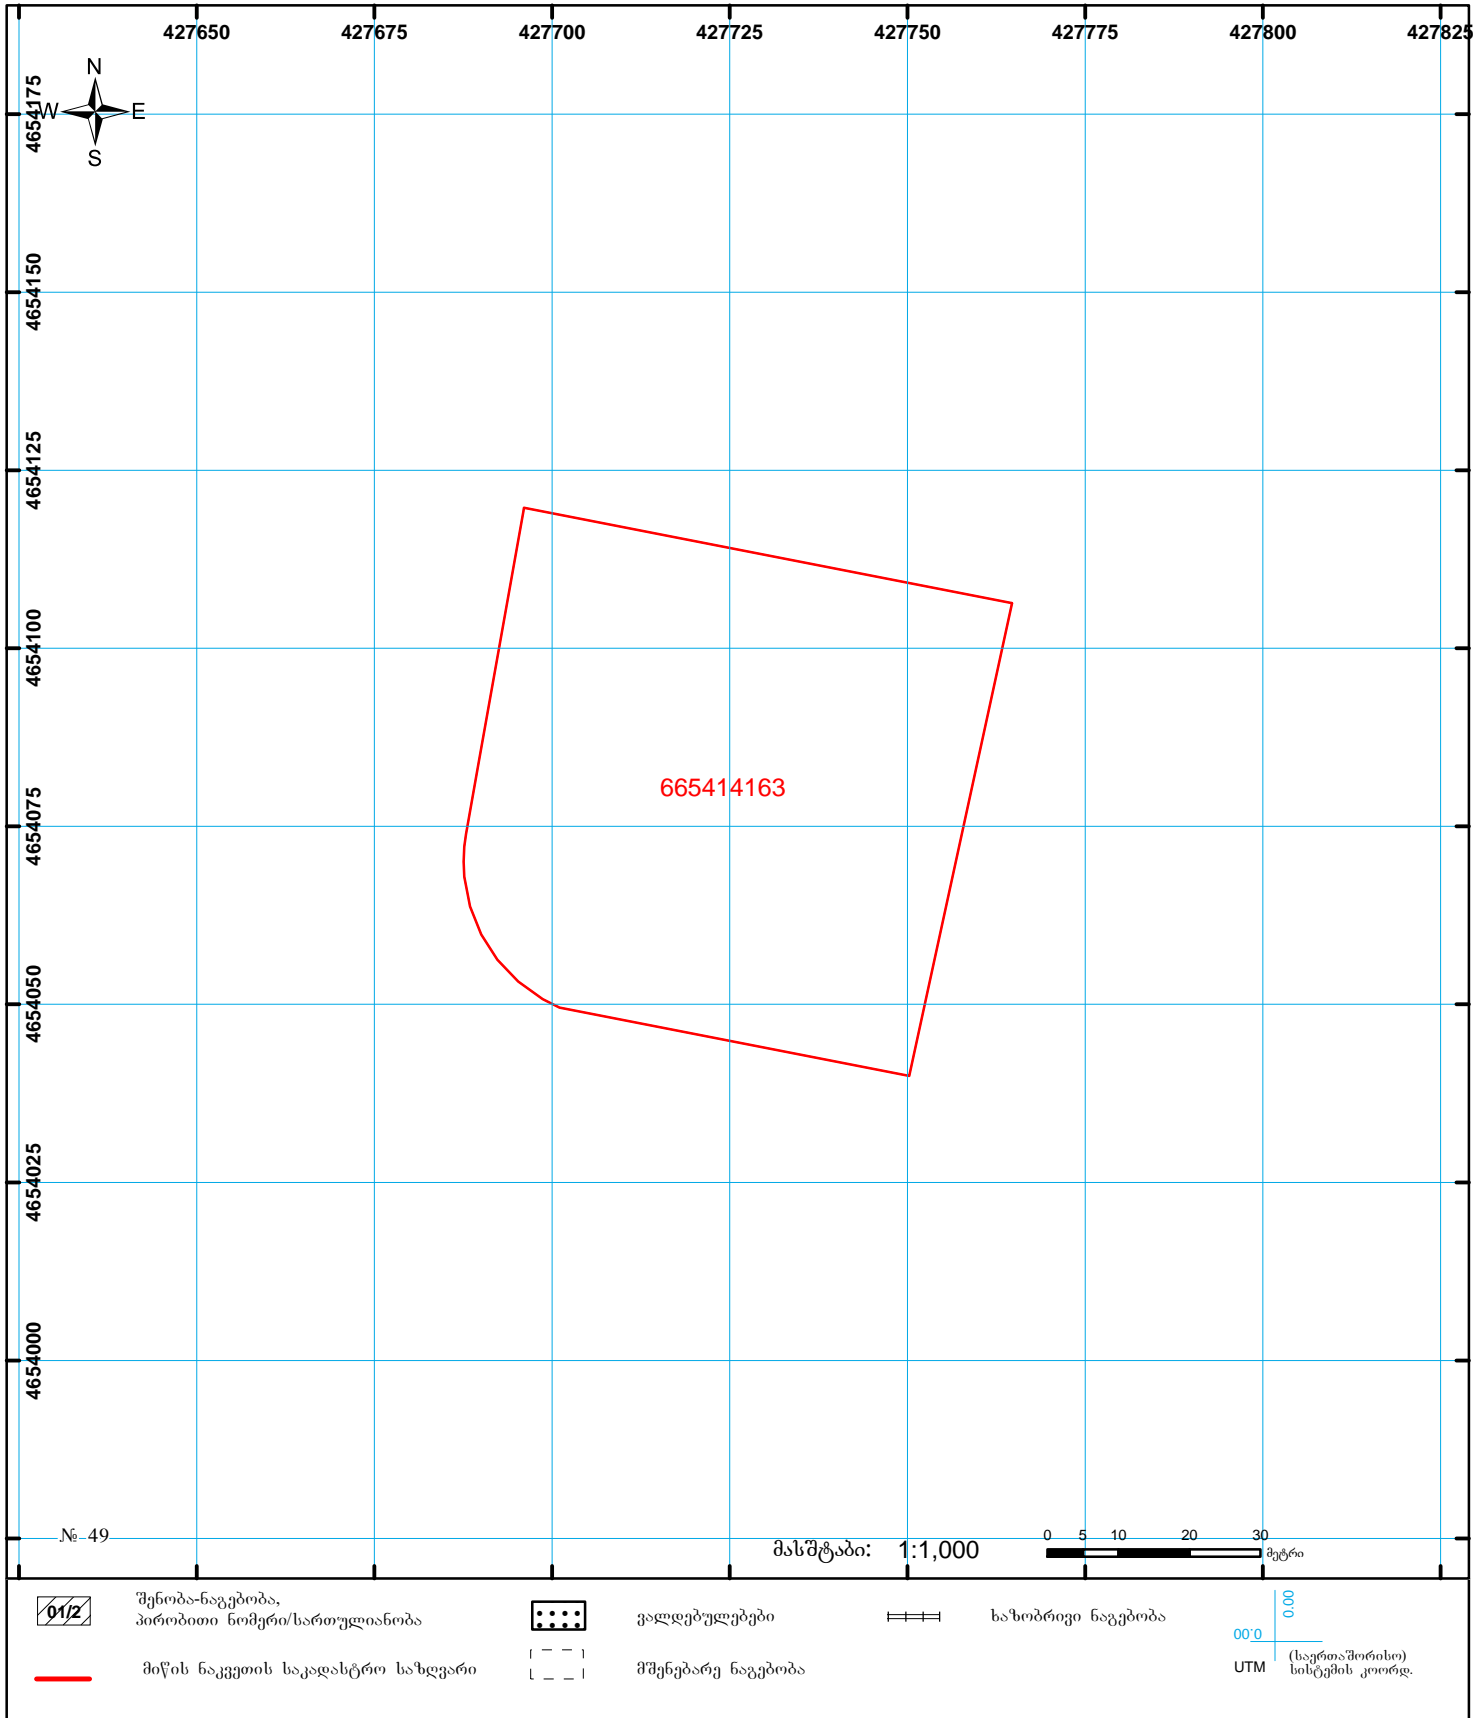 427650 427675 427700 427725 427750 427775 427800 427825
N
W E
S
4654175
4654150
4654125
4654100
665414163
4654075
4654050
4654025
4654000
№ 49
მასშტაბი: 1:1,000
0 5 10 20 30
მეტრი
01/2
შენობა-ნაგებობა,
პირობითი ნომერი/სართულიანობა
ვალდებულებები
ხაზობრივი ნაგებობა
მიწის ნაკვეთის საკადასტრო საზღვარი
მშენებარე ნაგებობა
00.0
00.0
UTM
(საერთაშორისო)
სისტემის კოორდ.